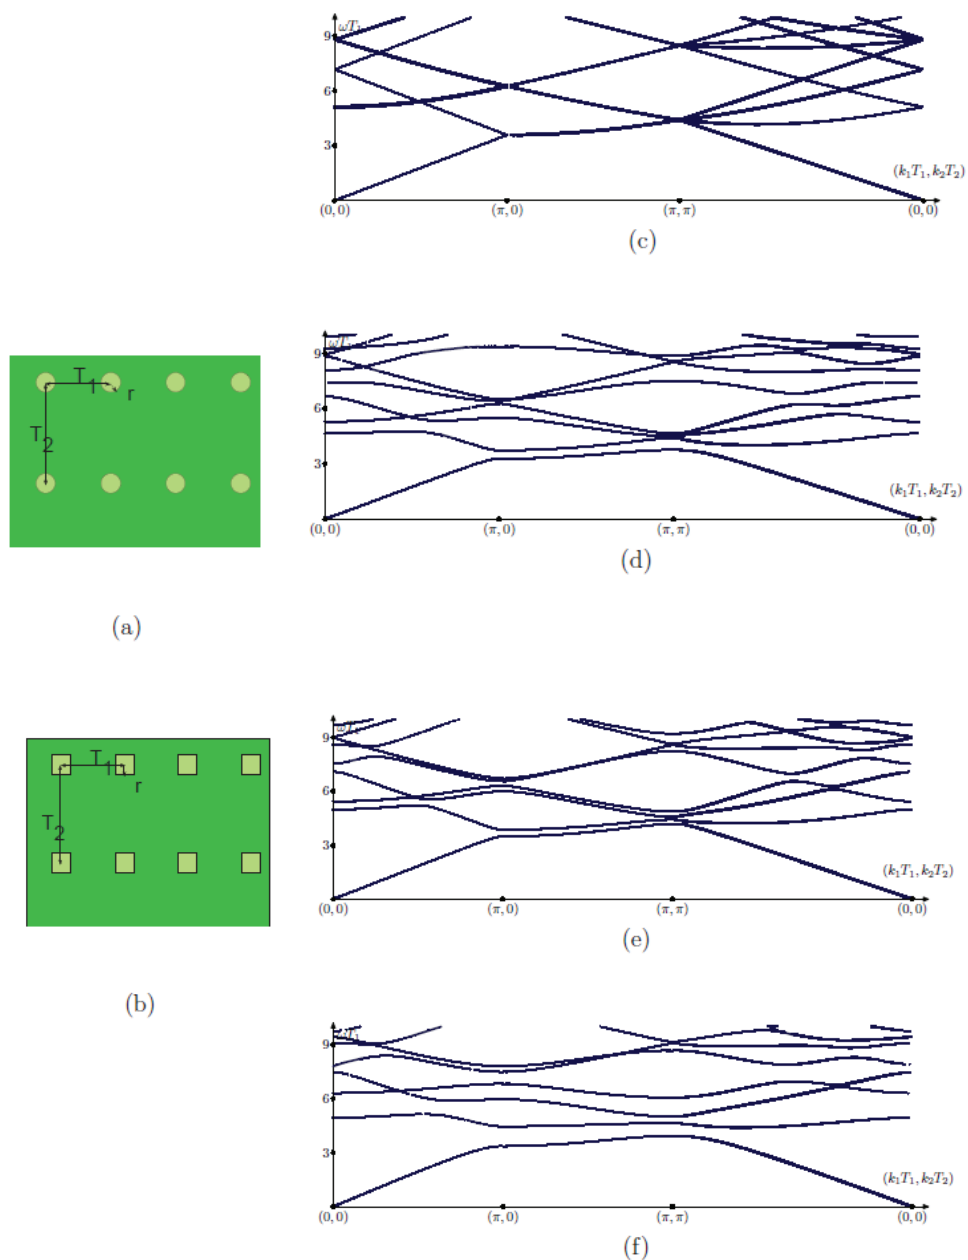 ωT₁
9
6
3
(k₁T₁, k₂T₂)
(0, 0)
(π, 0)
(π, π)
(0, 0)
(c)
T₁
r
T₂
(a)
9
6
3
(k₁T₁, k₂T₂)
(0, 0)
(π, 0)
(π, π)
(0, 0)
(d)
T₁
r
T₂
(b)
9
6
3
(k₁T₁, k₂T₂)
(0, 0)
(π, 0)
(π, π)
(0, 0)
(e)
ωT₁
9
6
3
(k₁T₁, k₂T₂)
(0, 0)
(π, 0)
(π, π)
(0, 0)
(f)